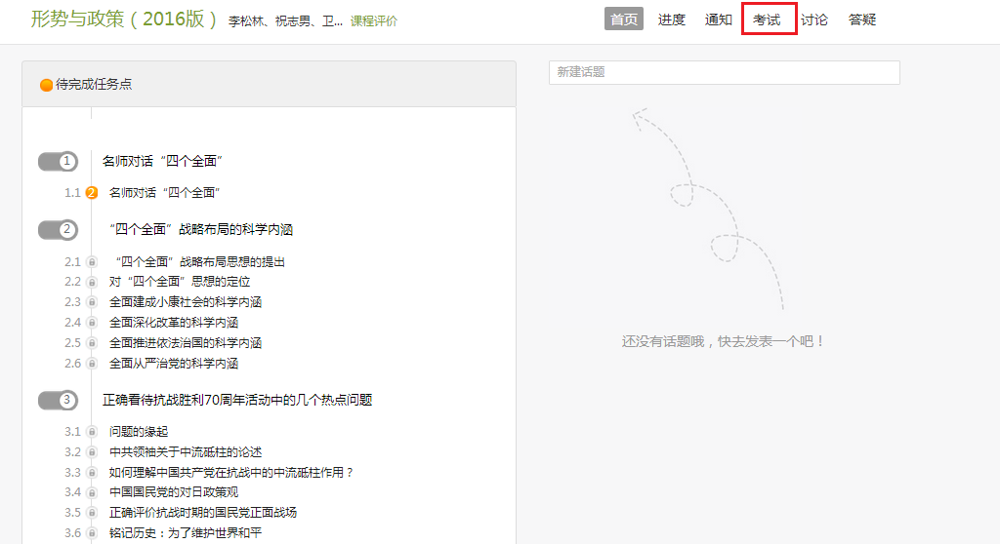 形势与政策（2016版） 李松林、祝志男、卫... 课程评价 首页 进度 通知 考试 讨论 答疑
待完成任务点
1 名师对话“四个全面”
1.1 2 名师对话“四个全面”
2 “四个全面”战略布局的科学内涵
2.1 “四个全面”战略布局思想的提出
2.2 对“四个全面”思想的定位
2.3 全面建成小康社会的科学内涵
2.4 全面深化改革的科学内涵
2.5 全面推进依法治国的科学内涵
2.6 全面从严治党的科学内涵
3 正确看待抗战胜利70周年活动中的几个热点问题
3.1 问题的缘起
3.2 中共领袖关于中流砥柱的论述
3.3 如何理解中国共产党在抗战中的中流砥柱作用？
3.4 中国国民党的对日政策观
3.5 正确评价抗战时期的国民党正面战场
3.6 铭记历史：为了维护世界和平
新建话题
还没有话题哦，快去发表一个吧！